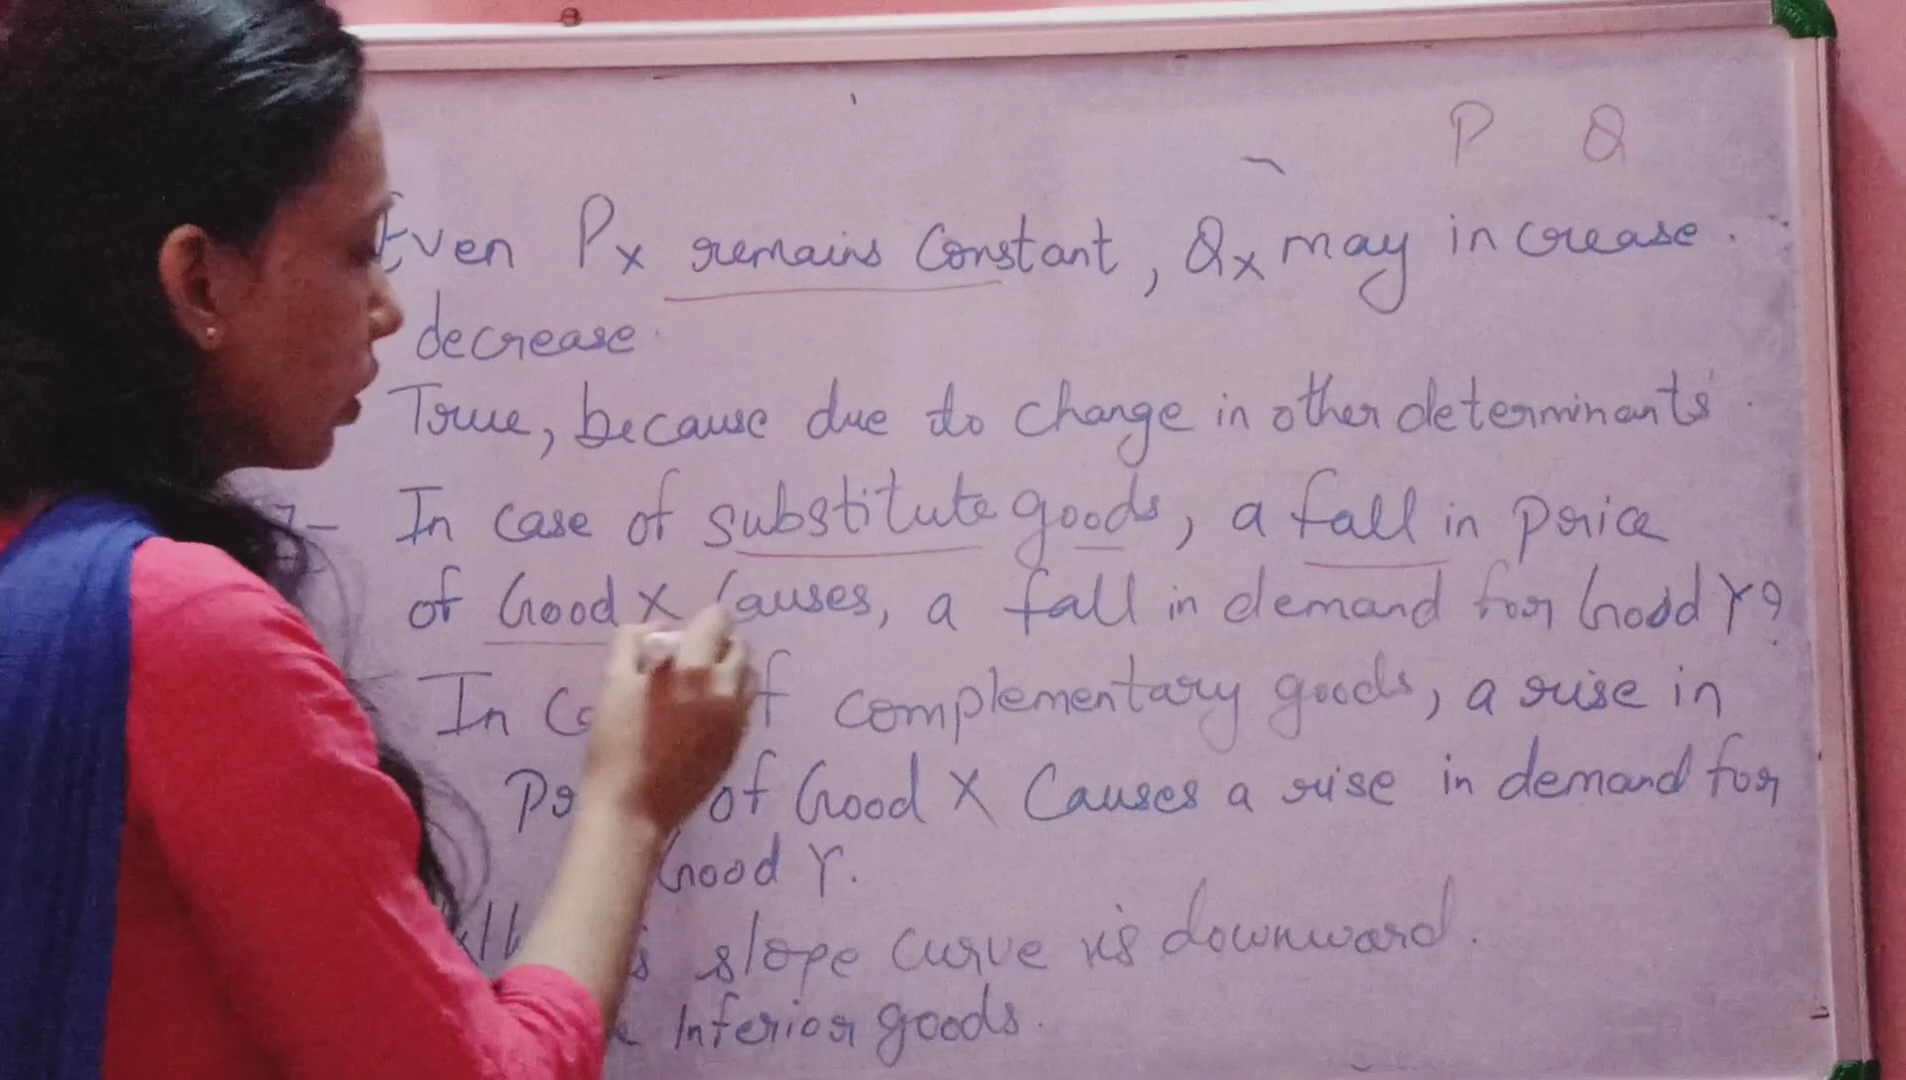 P Q
Even Px remains Constant, Qx may increase.
decrease.
True, because due to change in other determinants.
7- In case of substitute goods, a fall in price
of Good X Causes, a fall in demand for Good Y?
In of complementary goods, a rise in
of Good X Causes a rise in demand for
Good Y.
slope curve is downward.
Inferior goods.